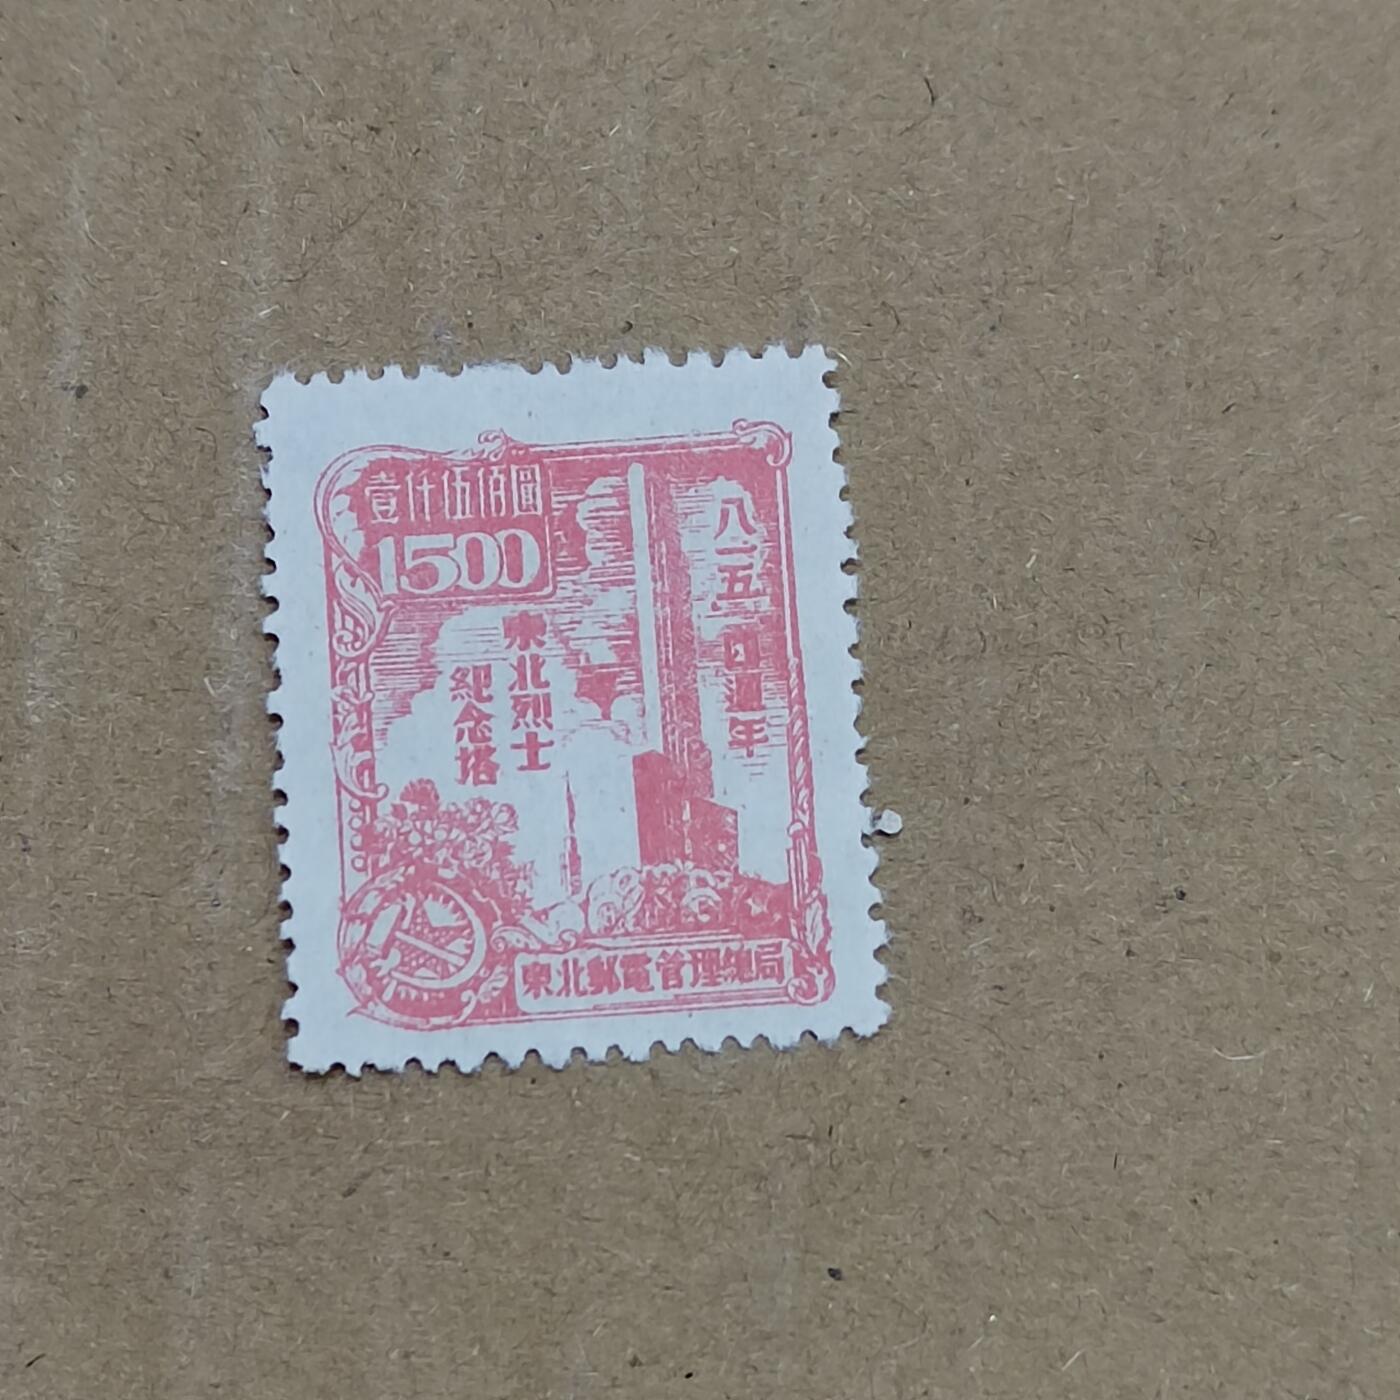 壹仟伍佰圓
1500
八一五 四週年
東北烈士
紀念塔
東北郵電管理總局